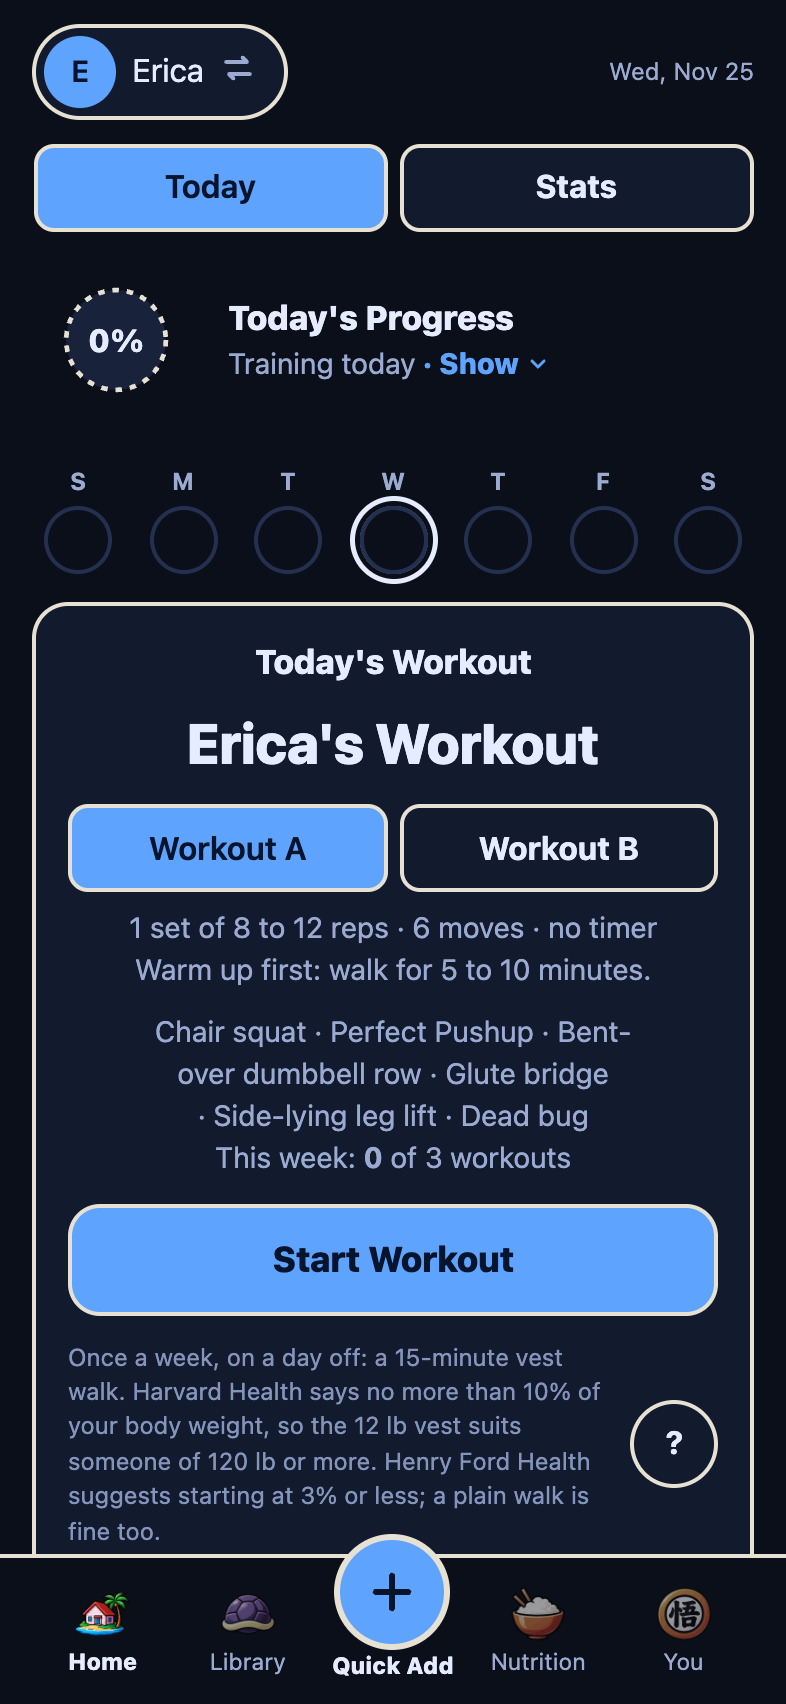 E Erica
Wed, Nov 25
Today
Stats
0%
Today's Progress
Training today · Show
S M T W T F S
Today's Workout
Erica's Workout
Workout A
Workout B
1 set of 8 to 12 reps · 6 moves · no timer
Warm up first: walk for 5 to 10 minutes.
Chair squat · Perfect Pushup · Bent-
over dumbbell row · Glute bridge
· Side-lying leg lift · Dead bug
This week: 0 of 3 workouts
Start Workout
Once a week, on a day off: a 15-minute vest
walk. Harvard Health says no more than 10% of
your body weight, so the 12 lb vest suits
someone of 120 lb or more. Henry Ford Health
suggests starting at 3% or less; a plain walk is
fine too.
?
+
悟
Home
Library
Quick Add
Nutrition
You